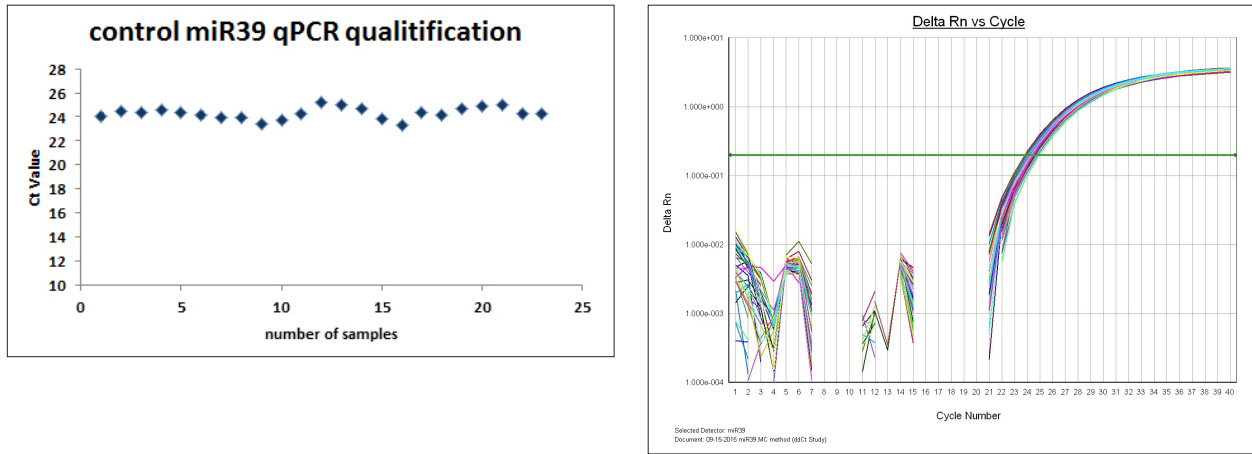 control miR39 qPCR qualitification
28
26
24
22
20
18
16
14
12
10
Ct Value
0 5 10 15 20 25
number of samples
Delta Rn vs Cycle
1.000e+001
1.000e+000
1.000e-001
1.000e-002
1.000e-003
1.000e-004
Delta Rn
1 2 3 4 5 6 7 8 9 10 11 12 13 14 15 16 17 18 19 20 21 22 23 24 25 26 27 28 29 30 31 32 33 34 35 36 37 38 39 40
Cycle Number
Selected Detector: miR39
Document: 09-15-2015 miR39 MC method (ddCt Study)